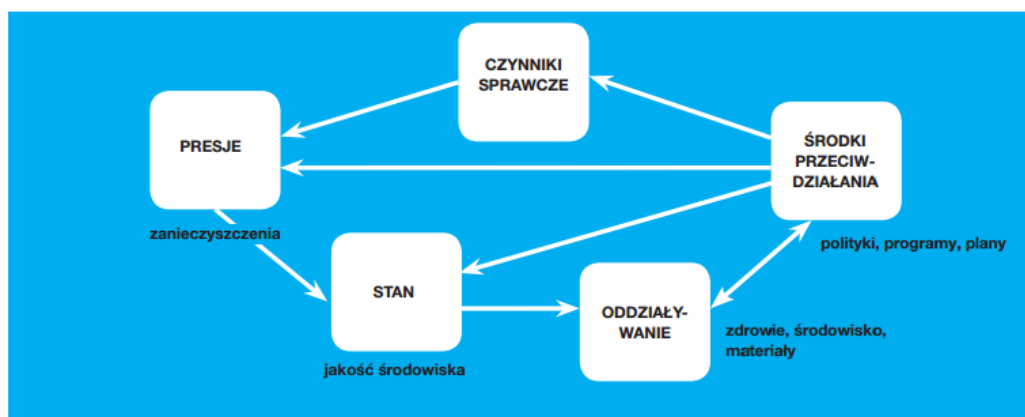 CZYNNIKI
SPRAWCZE
PRESJE
ŚRODKI
PRZECIW-
DZIAŁANIA
zanieczyszczenia
polityki, programy, plany
STAN
ODDZIAŁY-
WANIE
zdrowie, środowisko,
materiały
jakość środowiska